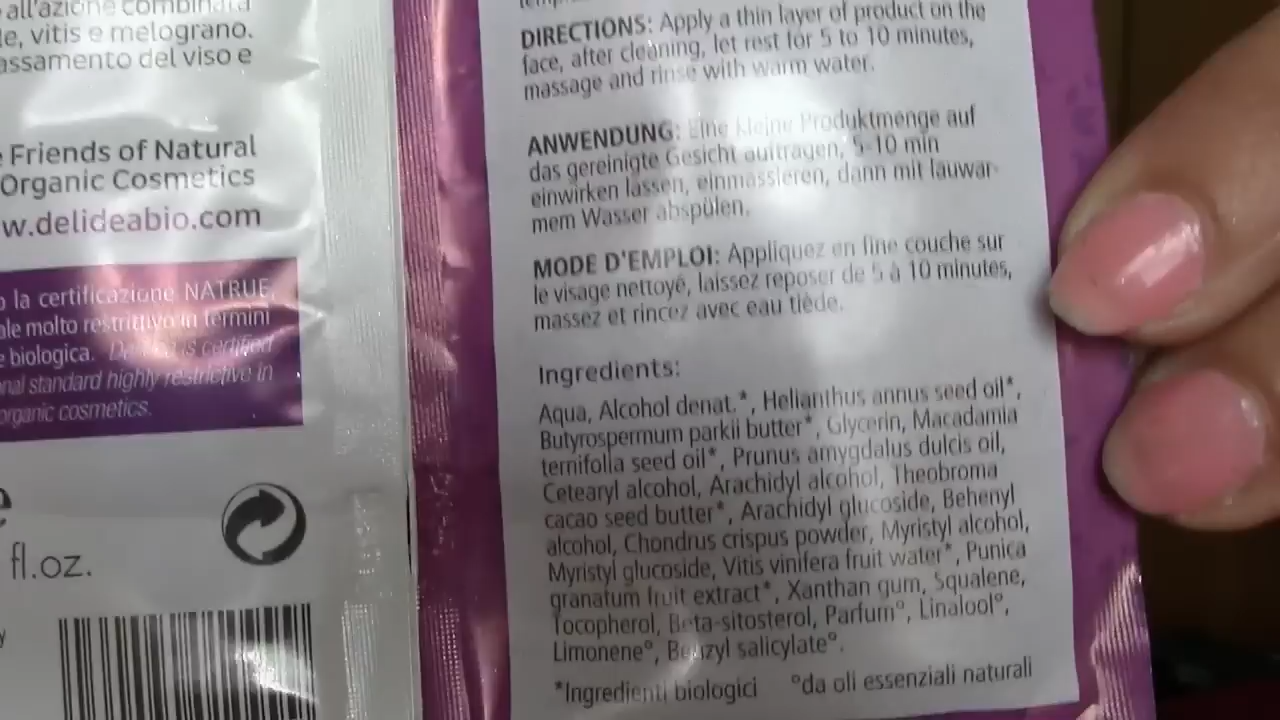 all'azione combinata
le, vitis e melograno.
assamento del viso e
Friends of Natural
Organic Cosmetics
w.delideabio.com
la certificazione NATRUE,
ale molto restrittivo in termini
e biologica. is certified
nal standard highly restrictive in
organic cosmetics.
e
fl.oz.
y
DIRECTIONS: Apply a thin layer of product on the
face, after cleaning, let rest for 5 to 10 minutes,
massage and rinse with warm water.
ANWENDUNG: Eine kleine Produktmenge auf
das gereinigte Gesicht auftragen, 5-10 min
einwirken lassen, einmassieren, dann mit lauwar-
mem Wasser abspülen.
MODE D'EMPLOI: Appliquez en fine couche sur
le visage nettoyé, laissez reposer de 5 à 10 minutes,
massez et rincez avec eau tiède.
Ingredients:
Aqua, Alcohol denat.*, Helianthus annus seed oil*,
Butyrospermum parkii butter*, Glycerin, Macadamia
ternifolia seed oil*, Prunus amygdalus dulcis oil,
Cetearyl alcohol, Arachidyl alcohol, Theobroma
cacao seed butter*, Arachidyl glucoside, Behenyl
alcohol, Chondrus crispus powder, Myristyl alcohol,
Myristyl glucoside, Vitis vinifera fruit water*, Punica
granatum fruit extract*, Xanthan gum, Squalene,
Tocopherol, Beta-sitosterol, Parfum°, Linalool°,
Limonene°, Benzyl salicylate°.
*Ingredienti biologici °da oli essenziali naturali